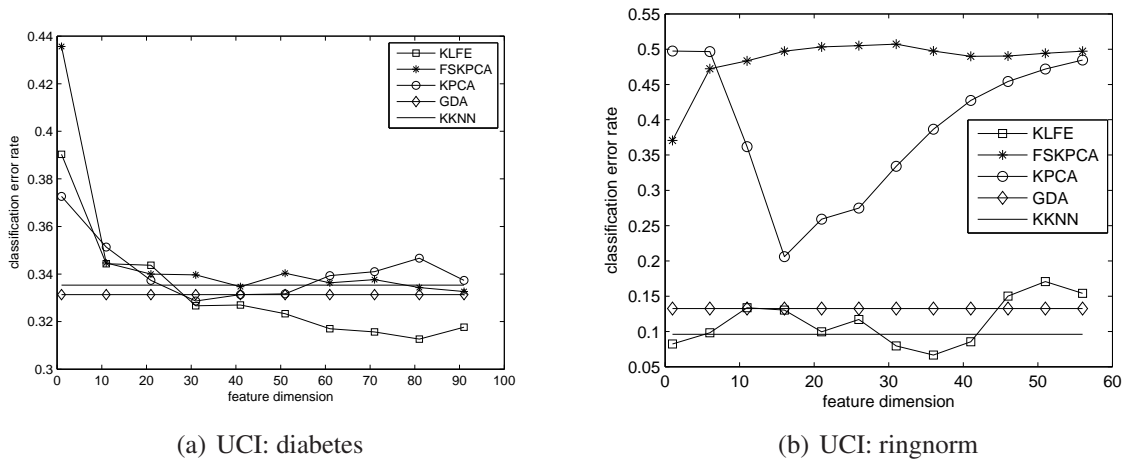 0.44
0.42
0.4
0.38
0.36
0.34
0.32
0.3
classification error rate
0 10 20 30 40 50 60 70 80 90 100
feature dimension
KLFE
FSKPCA
KPCA
GDA
KKNN
(a) UCI: diabetes
0.55
0.5
0.45
0.4
0.35
0.3
0.25
0.2
0.15
0.1
0.05
classification error rate
0 10 20 30 40 50 60
feature dimension
KLFE
FSKPCA
KPCA
GDA
KKNN
(b) UCI: ringnorm